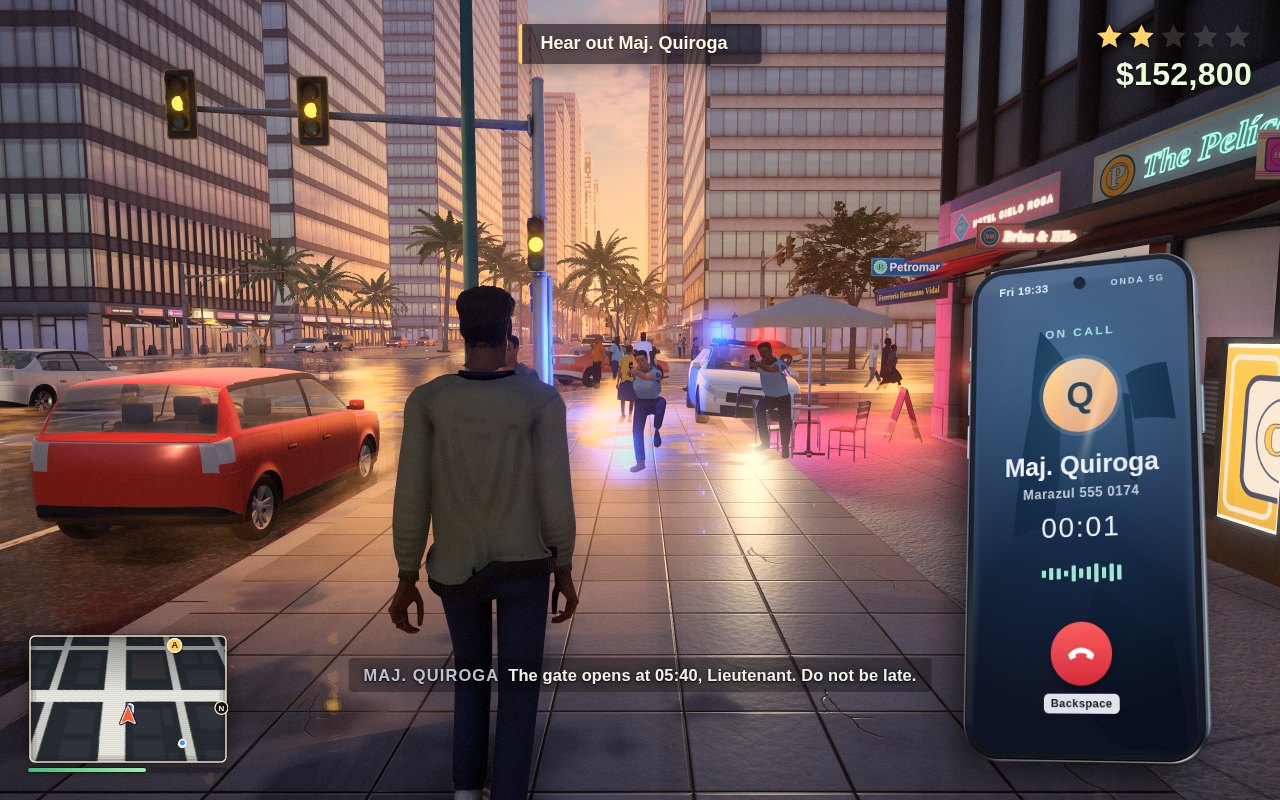 Hear out Maj. Quiroga
$152,800
The Pelíc
P
HOTEL CIELO ROSA
Brisa & Hilo
Petromar
Ferretería Hermanos Vidal
Fri 19:33
ONDA 5G
ON CALL
Q
Maj. Quiroga
Marazul 555 0174
00:01
Backspace
MAJ. QUIROGA The gate opens at 05:40, Lieutenant. Do not be late.
A
N